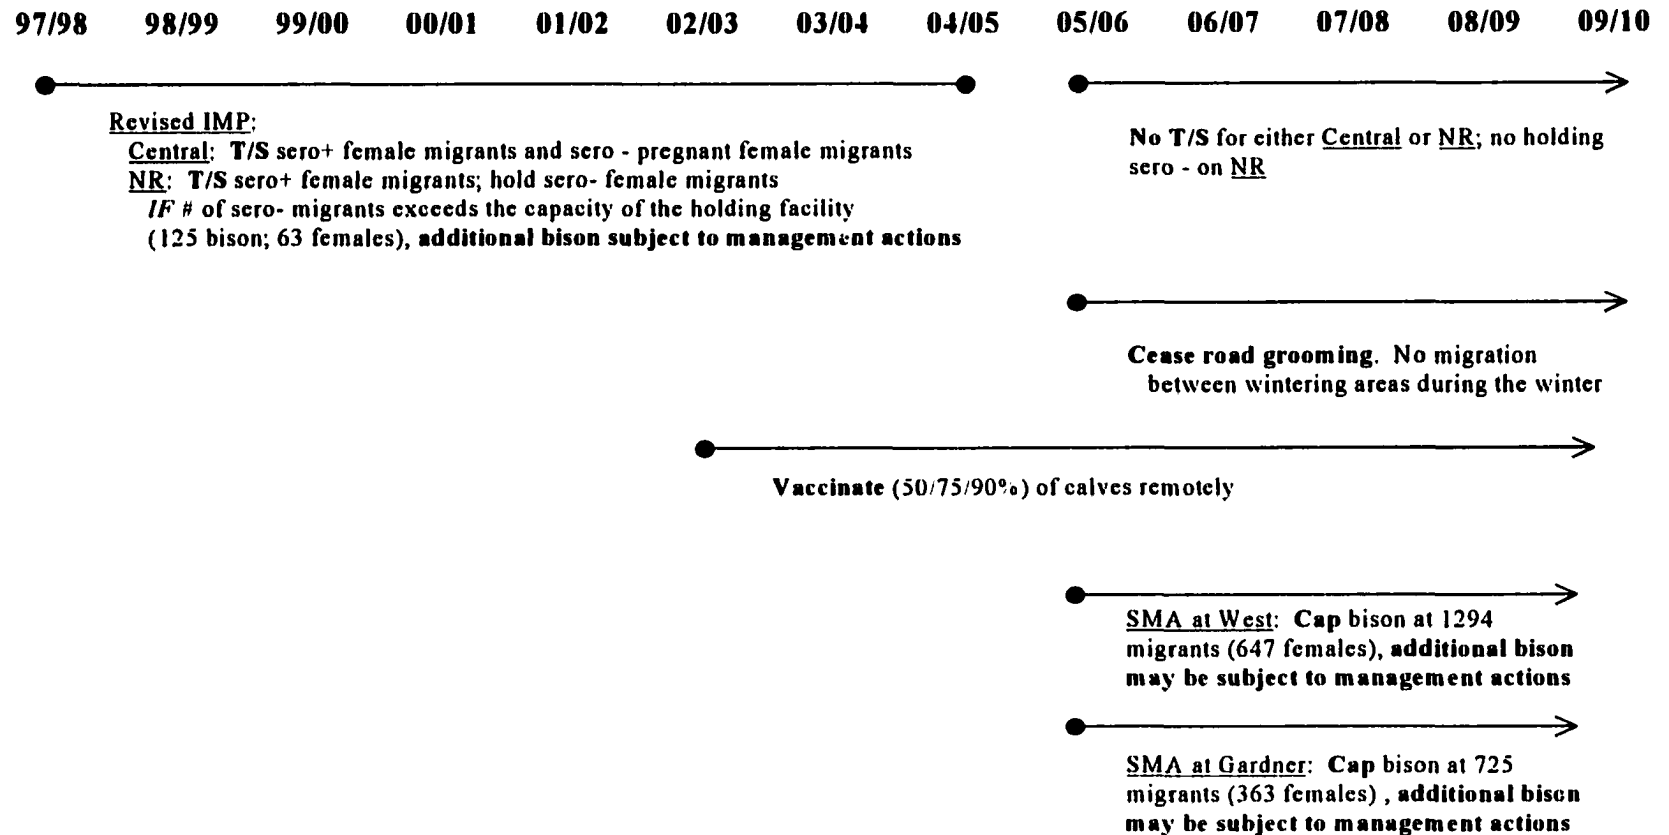 97/98 98/99 99/00 00/01 01/02 02/03 03/04 04/05 05/06 06/07 07/08 08/09 09/10
Revised IMP:
Central: T/S sero+ female migrants and sero - pregnant female migrants
NR: T/S sero+ female migrants; hold sero- female migrants
IF # of sero- migrants exceeds the capacity of the holding facility
(125 bison; 63 females), additional bison subject to management actions
No T/S for either Central or NR; no holding
sero - on NR
Cease road grooming. No migration
between wintering areas during the winter
Vaccinate (50/75/90%) of calves remotely
SMA at West: Cap bison at 1294
migrants (647 females), additional bison
may be subject to management actions
SMA at Gardner: Cap bison at 725
migrants (363 females) , additional bison
may be subject to management actions